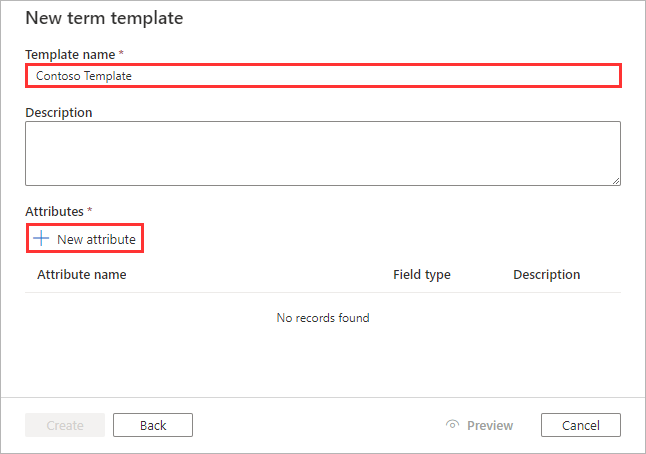 New term template
Template name *
Contoso Template
Description
Attributes *
New attribute
Attribute name Field type Description
No records found
Create Back Preview Cancel